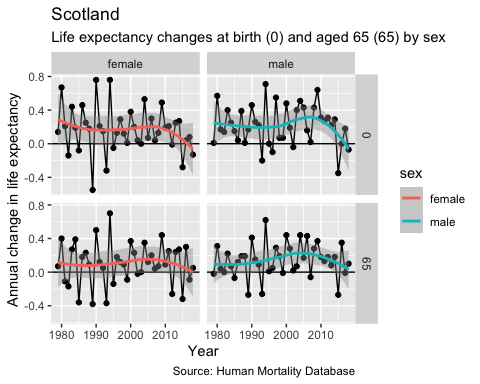 Scotland
Life expectancy changes at birth (0) and aged 65 (65) by sex
female
male
0.8
0.4
0.0
-0.4
0
0.8
0.4
0.0
-0.4
65
Annual change in life expectancy
1980 1990 2000 2010
1980 1990 2000 2010
Year
sex
female
male
Source: Human Mortality Database